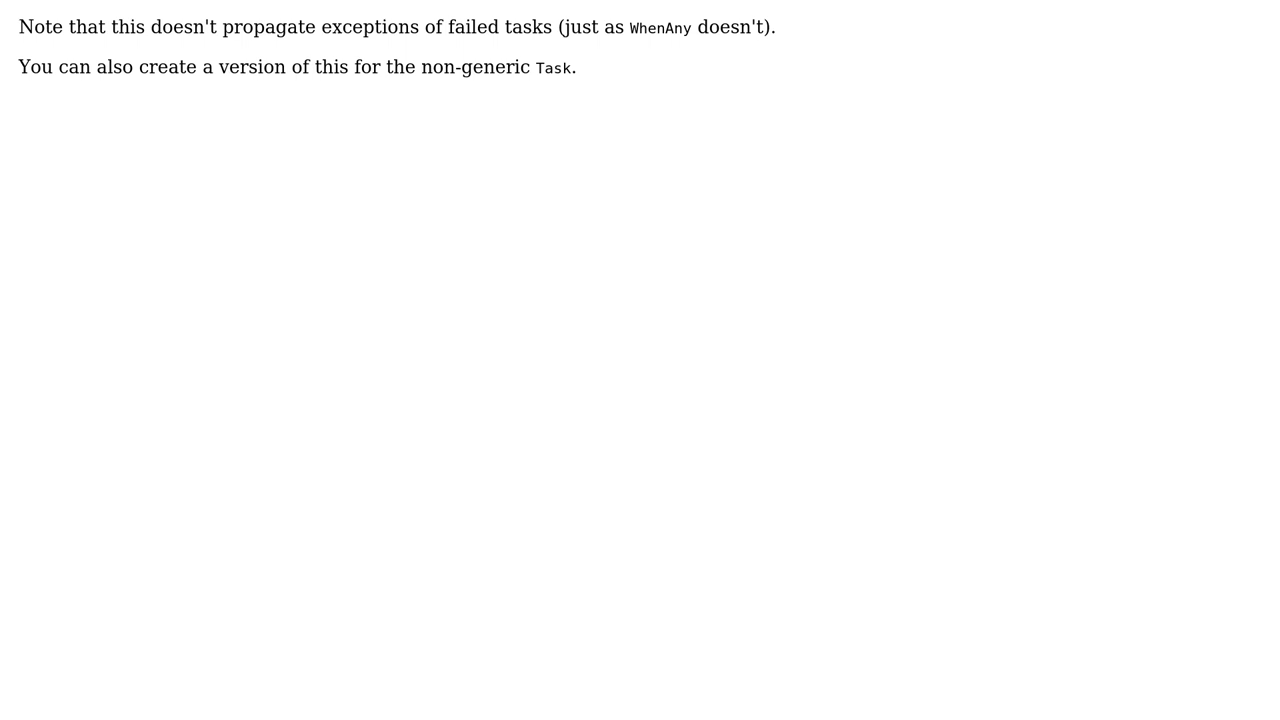 Note that this doesn't propagate exceptions of failed tasks (just as WhenAny doesn't).
You can also create a version of this for the non-generic Task.